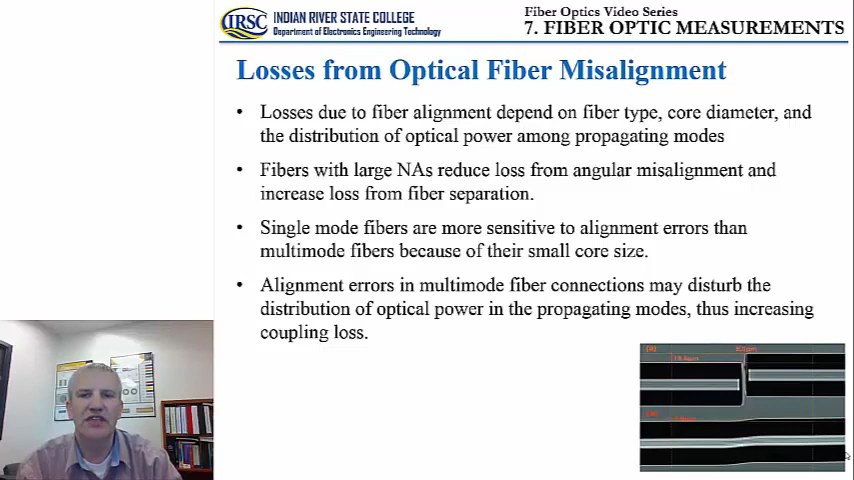 IRSC
INDIAN RIVER STATE COLLEGE
Department of Electronics Engineering Technology
Fiber Optics Video Series
7. FIBER OPTIC MEASUREMENTS
Losses from Optical Fiber Misalignment
• Losses due to fiber alignment depend on fiber type, core diameter, and
the distribution of optical power among propagating modes
• Fibers with large NAs reduce loss from angular misalignment and
increase loss from fiber separation.
• Single mode fibers are more sensitive to alignment errors than
multimode fibers because of their small core size.
• Alignment errors in multimode fiber connections may disturb the
distribution of optical power in the propagating modes, thus increasing
coupling loss.